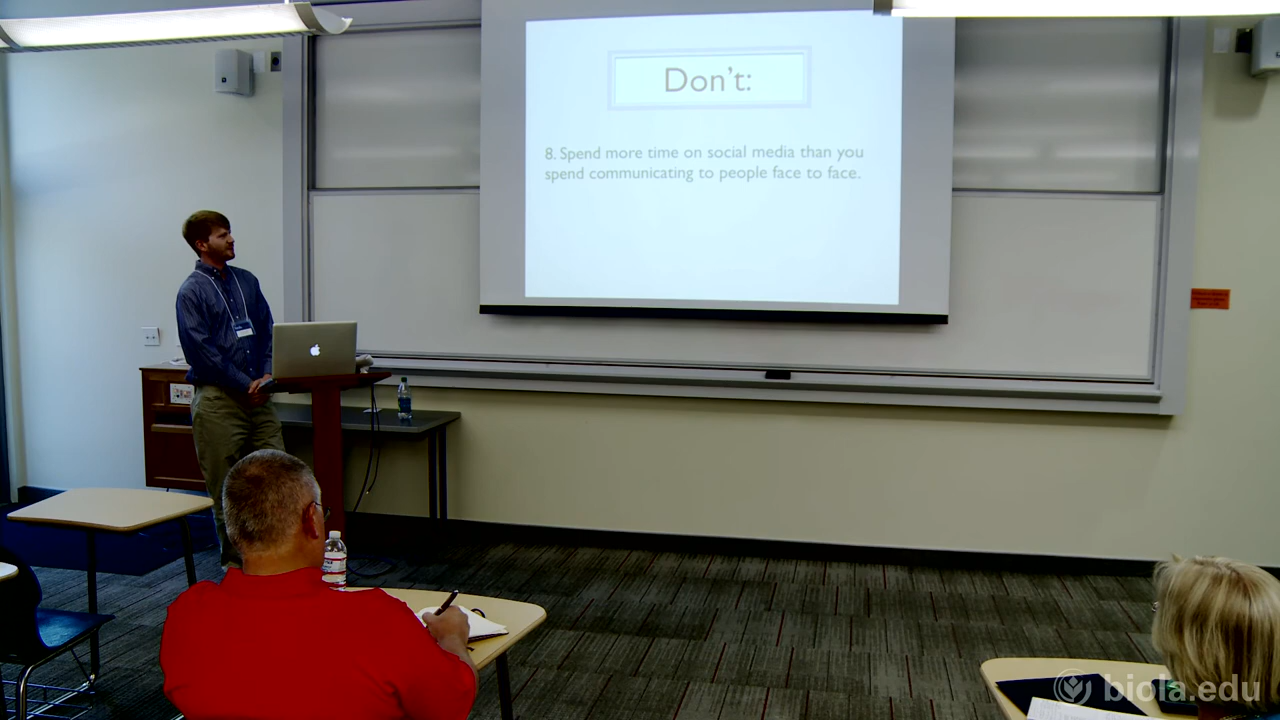 Don't:
8. Spend more time on social media than you
spend communicating to people face to face.
biola.edu